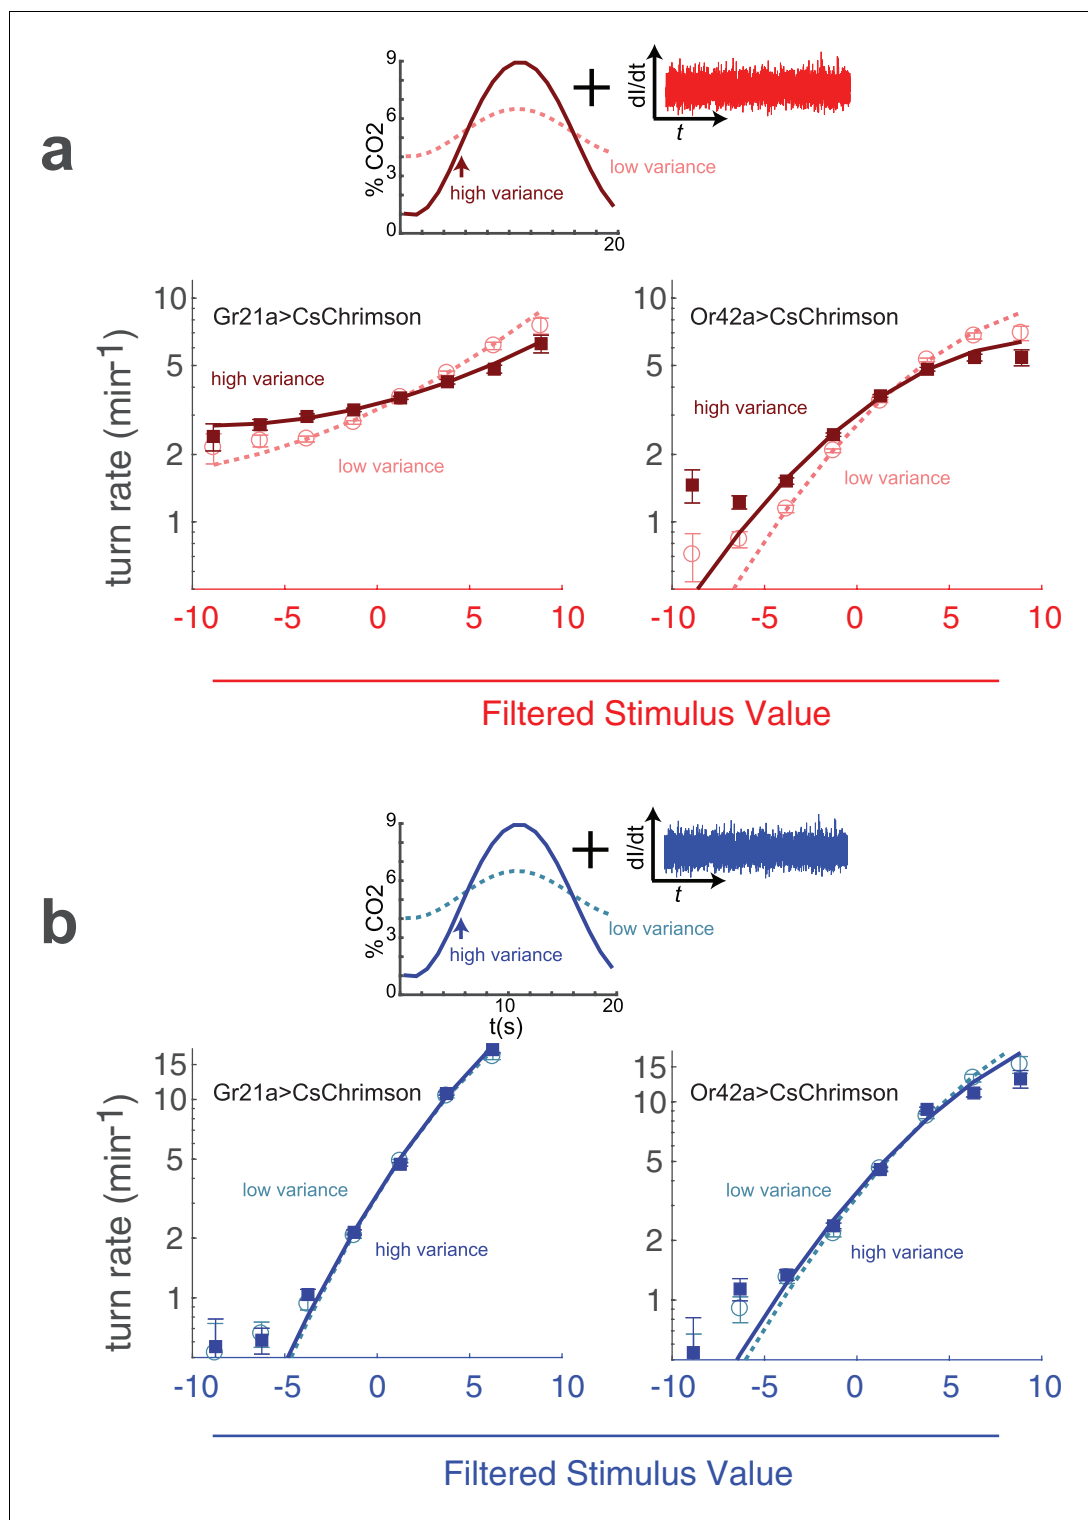 a
9
6
3
0
% CO2
20
high variance
low variance
+
dI/dt
t
turn rate (min-1)
10
5
2
1
Gr21a>CsChrimson
high variance
low variance
-10 -5 0 5 10
10
5
2
1
Or42a>CsChrimson
high variance
low variance
-10 -5 0 5 10
Filtered Stimulus Value
b
9
6
3
0
% CO2
10 20
t(s)
high variance
low variance
+
dI/dt
t
turn rate (min-1)
15
10
5
2
1
Gr21a>CsChrimson
low variance
high variance
-10 -5 0 5 10
15
10
5
2
1
Or42a>CsChrimson
low variance
high variance
-10 -5 0 5 10
Filtered Stimulus Value